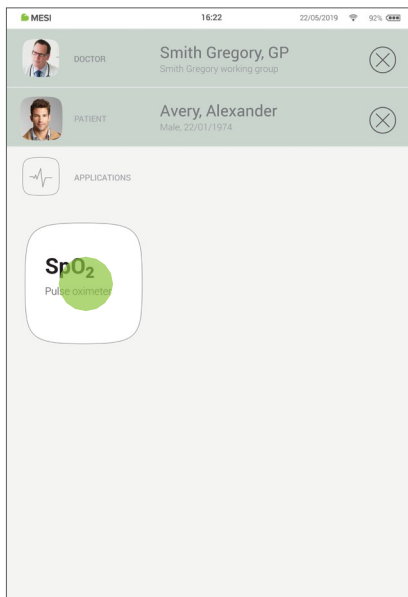 MESI 16:22 22/05/2019 92%
DOCTOR
Smith Gregory, GP
Smith Gregory working group
PATIENT
Avery, Alexander
Male, 22/01/1974
APPLICATIONS
SpO₂
Pulse oximeter